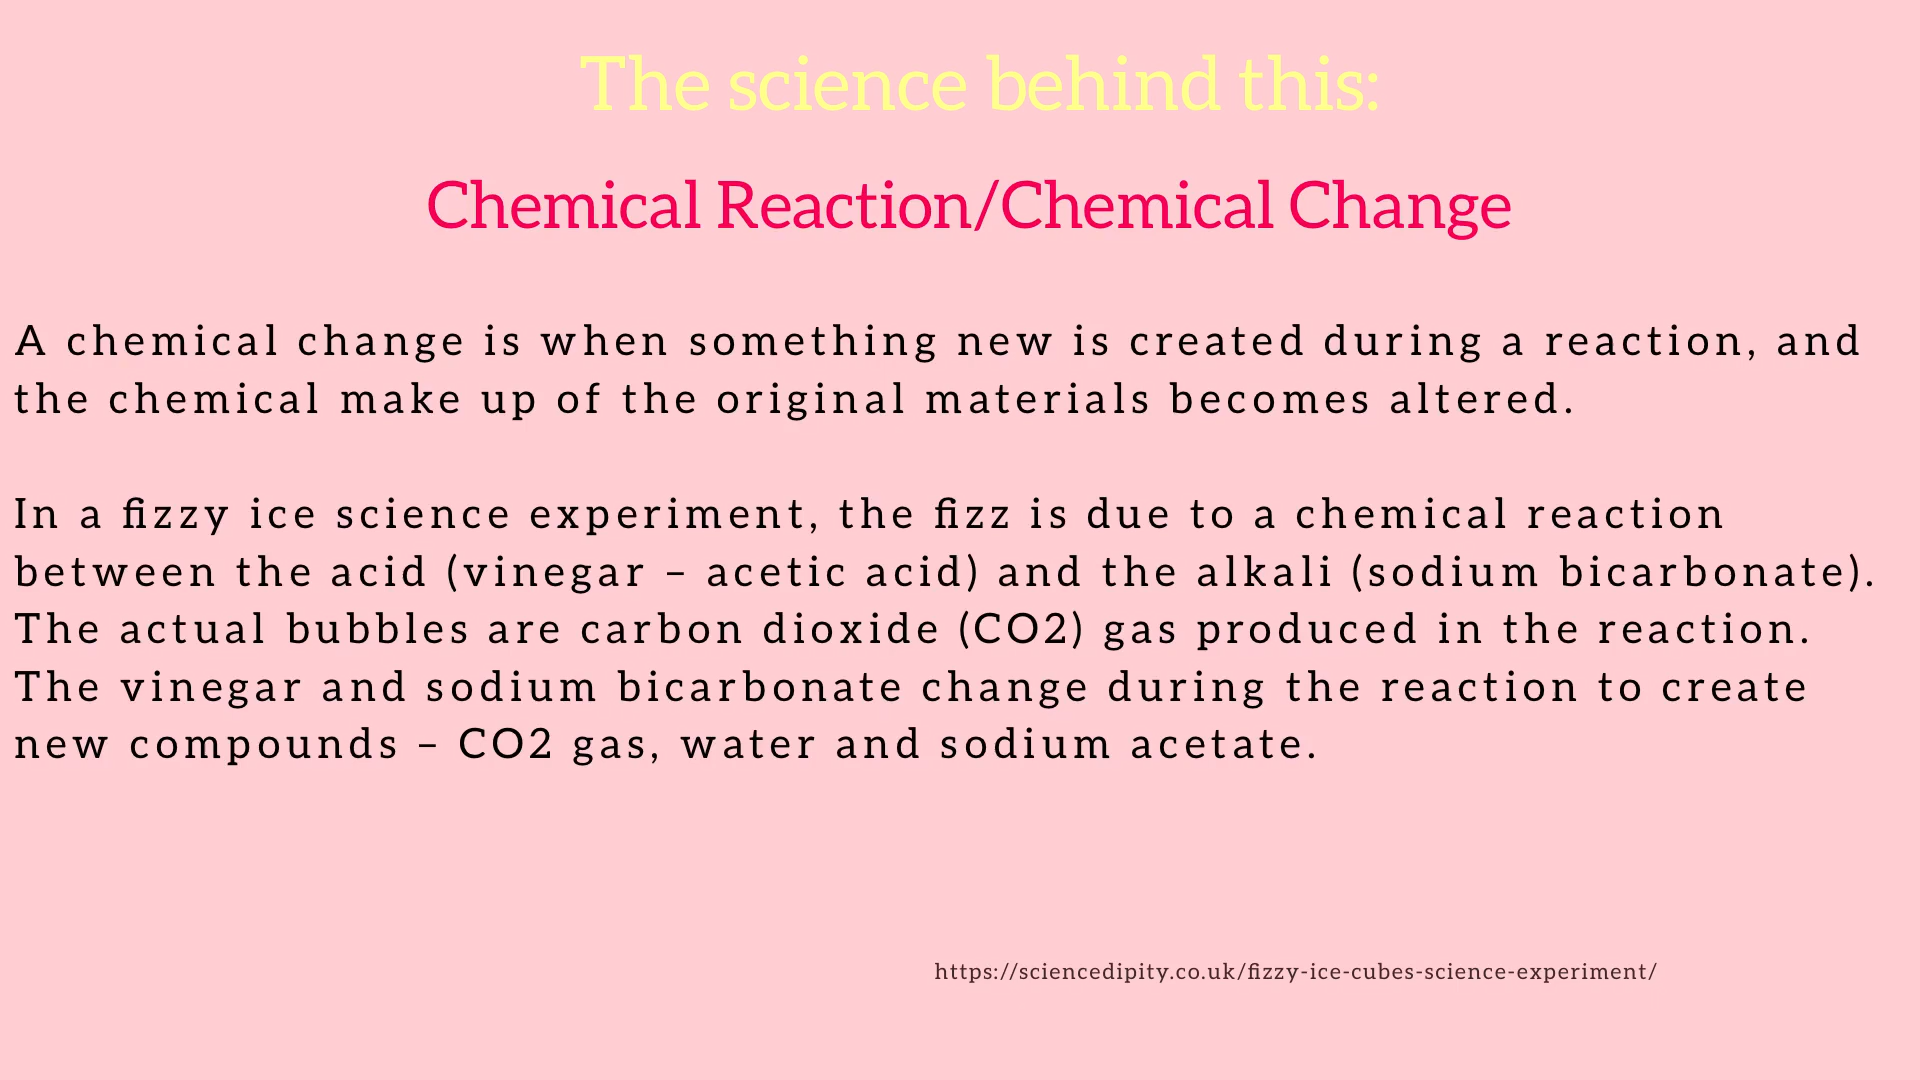 The science behind this:
Chemical Reaction/Chemical Change
A chemical change is when something new is created during a reaction, and
the chemical make up of the original materials becomes altered.
In a fizzy ice science experiment, the fizz is due to a chemical reaction
between the acid (vinegar – acetic acid) and the alkali (sodium bicarbonate).
The actual bubbles are carbon dioxide (CO2) gas produced in the reaction.
The vinegar and sodium bicarbonate change during the reaction to create
new compounds – CO2 gas, water and sodium acetate.
https://sciencedipity.co.uk/fizzy-ice-cubes-science-experiment/